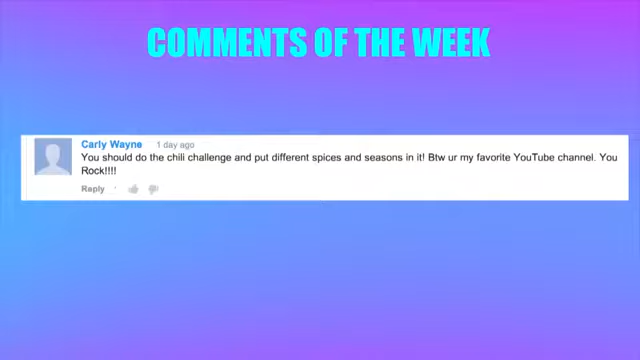 COMMENTS OF THE WEEK
Carly Wayne 1 day ago
You should do the chili challenge and put different spices and seasons in it! Btw ur my favorite YouTube channel. You
Rock!!!!
Reply ·